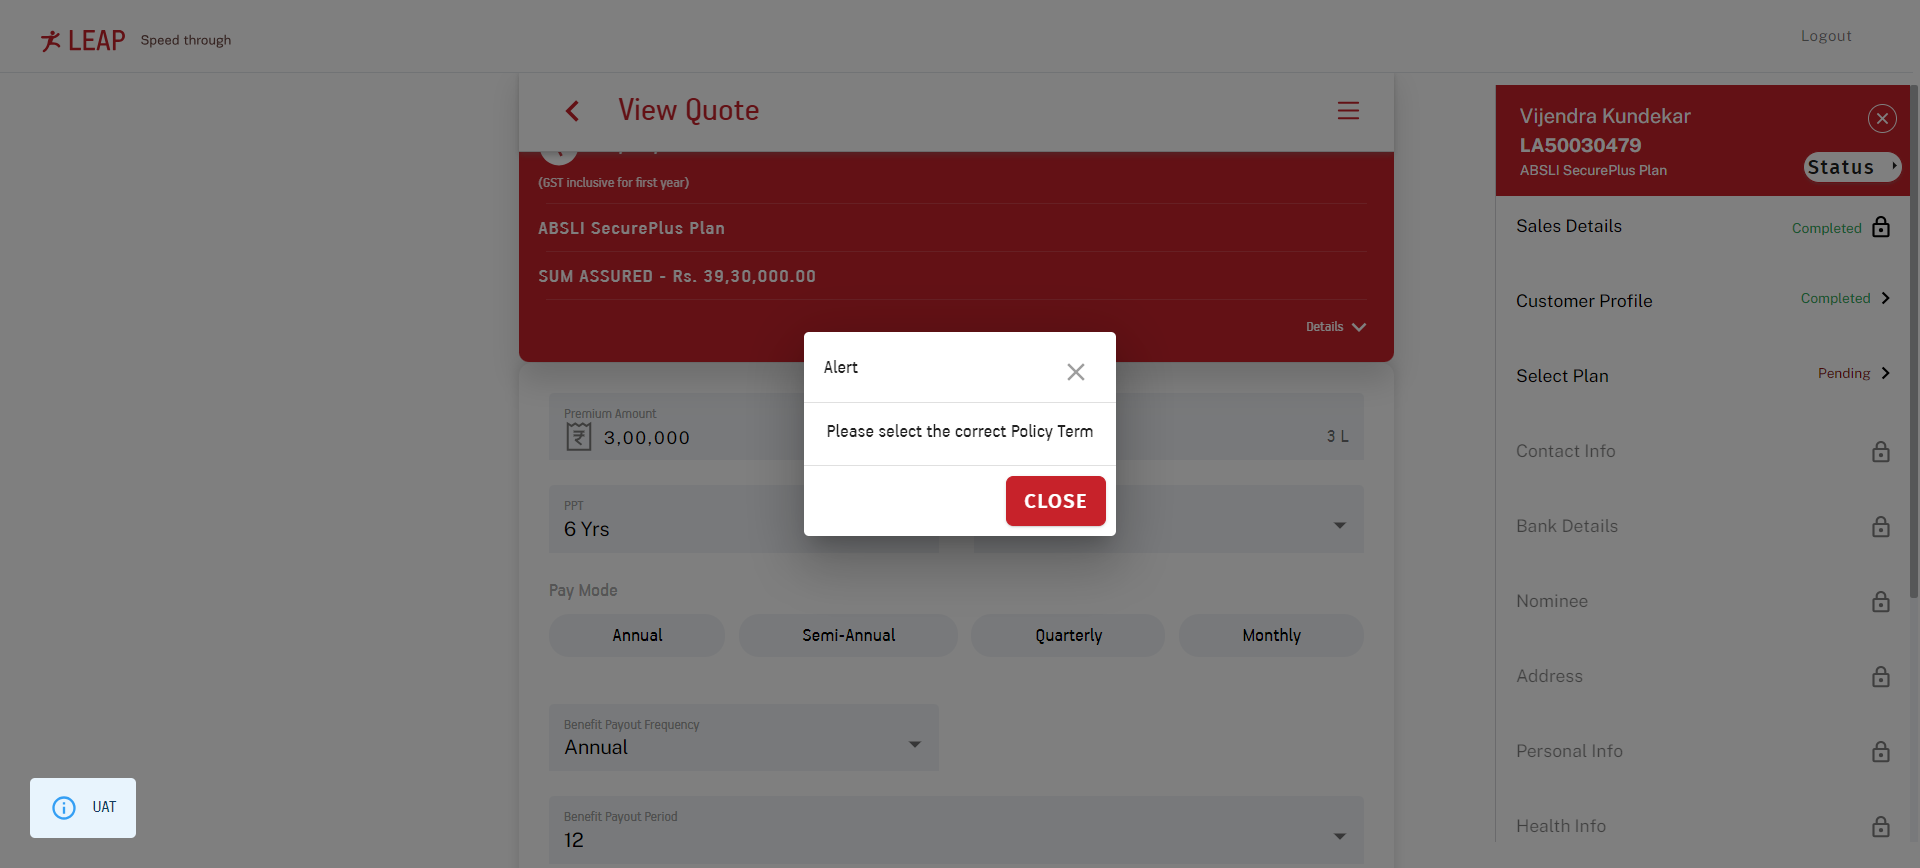 LEAP Speed through
Logout
View Quote
(GST inclusive for first year)
ABSLI SecurePlus Plan
SUM ASSURED - Rs. 39,30,000.00
Details
Alert
Please select the correct Policy Term
CLOSE
Premium Amount
3,00,000
3 L
PPT
6 Yrs
Pay Mode
Annual Semi-Annual Quarterly Monthly
Benefit Payout Frequency
Annual
Benefit Payout Period
12
UAT
Vijendra Kundekar
LA50030479
ABSLI SecurePlus Plan
Status
Sales Details Completed
Customer Profile Completed
Select Plan Pending
Contact Info
Bank Details
Nominee
Address
Personal Info
Health Info